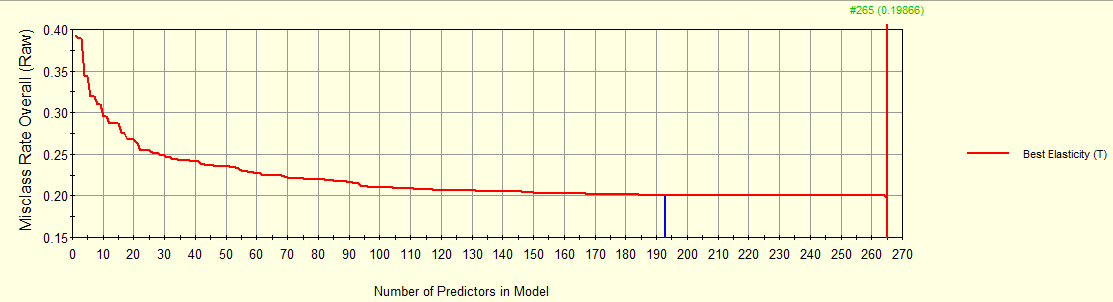 #265 (0.19866)
Misclass Rate Overall (Raw)
0.40
0.35
0.30
0.25
0.20
0.15
0 10 20 30 40 50 60 70 80 90 100 110 120 130 140 150 160 170 180 190 200 210 220 230 240 250 260 270
Number of Predictors in Model
Best Elasticity (T)